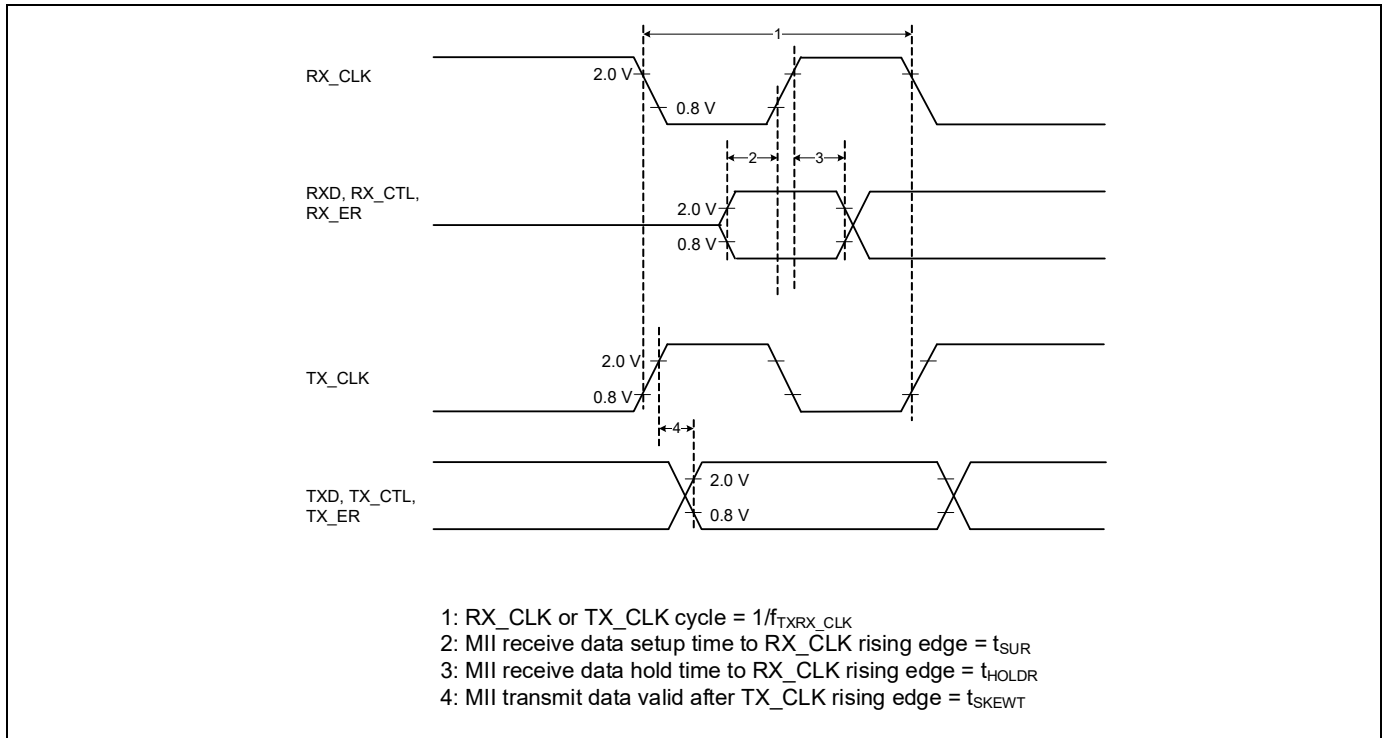 1
RX_CLK
2.0 V
0.8 V
2
3
RXD, RX_CTL,
RX_ER
2.0 V
0.8 V
TX_CLK
2.0 V
0.8 V
4
TXD, TX_CTL,
TX_ER
2.0 V
0.8 V
1: RX_CLK or TX_CLK cycle = 1/fTXRX_CLK
2: MII receive data setup time to RX_CLK rising edge = tSUR
3: MII receive data hold time to RX_CLK rising edge = tHOLDR
4: MII transmit data valid after TX_CLK rising edge = tSKEWT